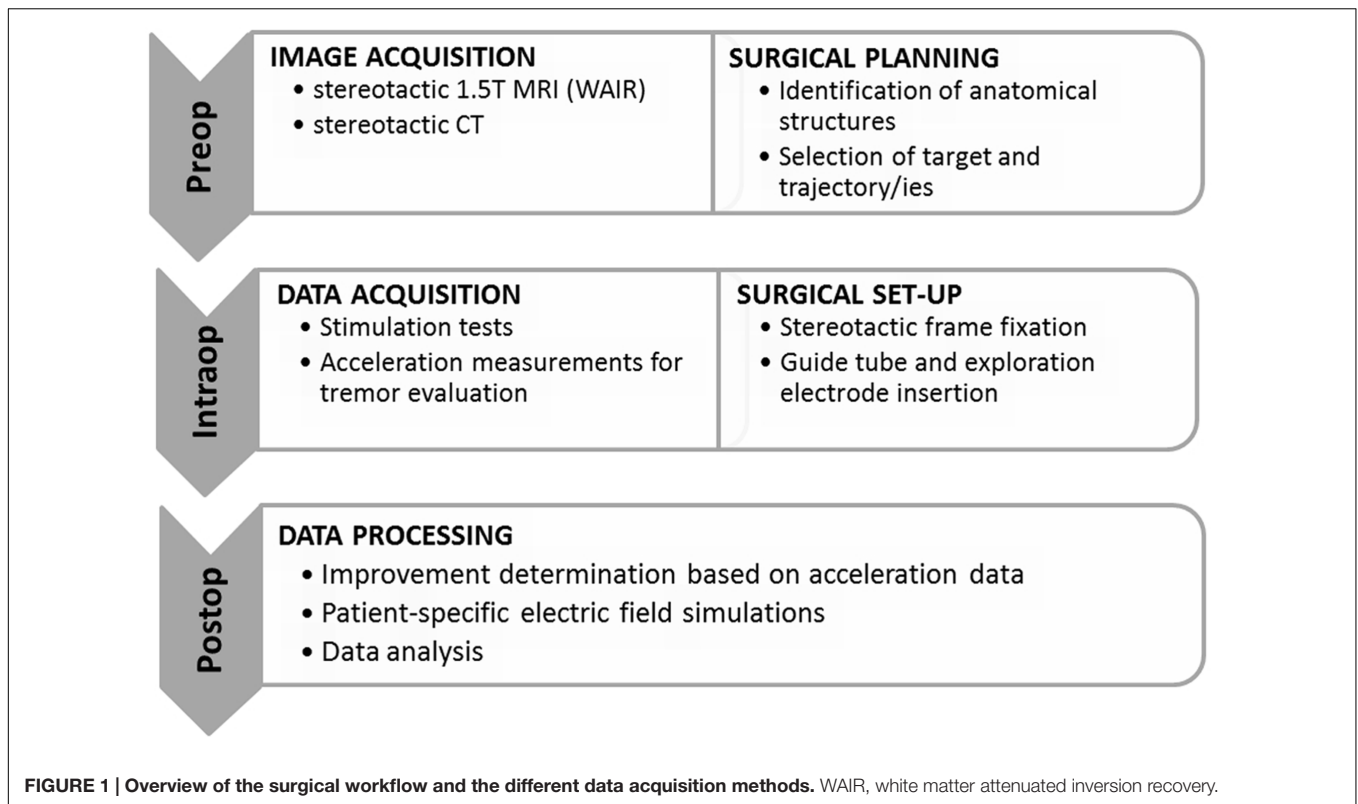 Preop
IMAGE ACQUISITION
• stereotactic 1.5T MRI (WAIR)
• stereotactic CT
SURGICAL PLANNING
• Identification of anatomical
structures
• Selection of target and
trajectory/ies
Intraop
DATA ACQUISITION
• Stimulation tests
• Acceleration measurements for
tremor evaluation
SURGICAL SET-UP
• Stereotactic frame fixation
• Guide tube and exploration
electrode insertion
Postop
DATA PROCESSING
• Improvement determination based on acceleration data
• Patient-specific electric field simulations
• Data analysis
FIGURE 1 | Overview of the surgical workflow and the different data acquisition methods. WAIR, white matter attenuated inversion recovery.